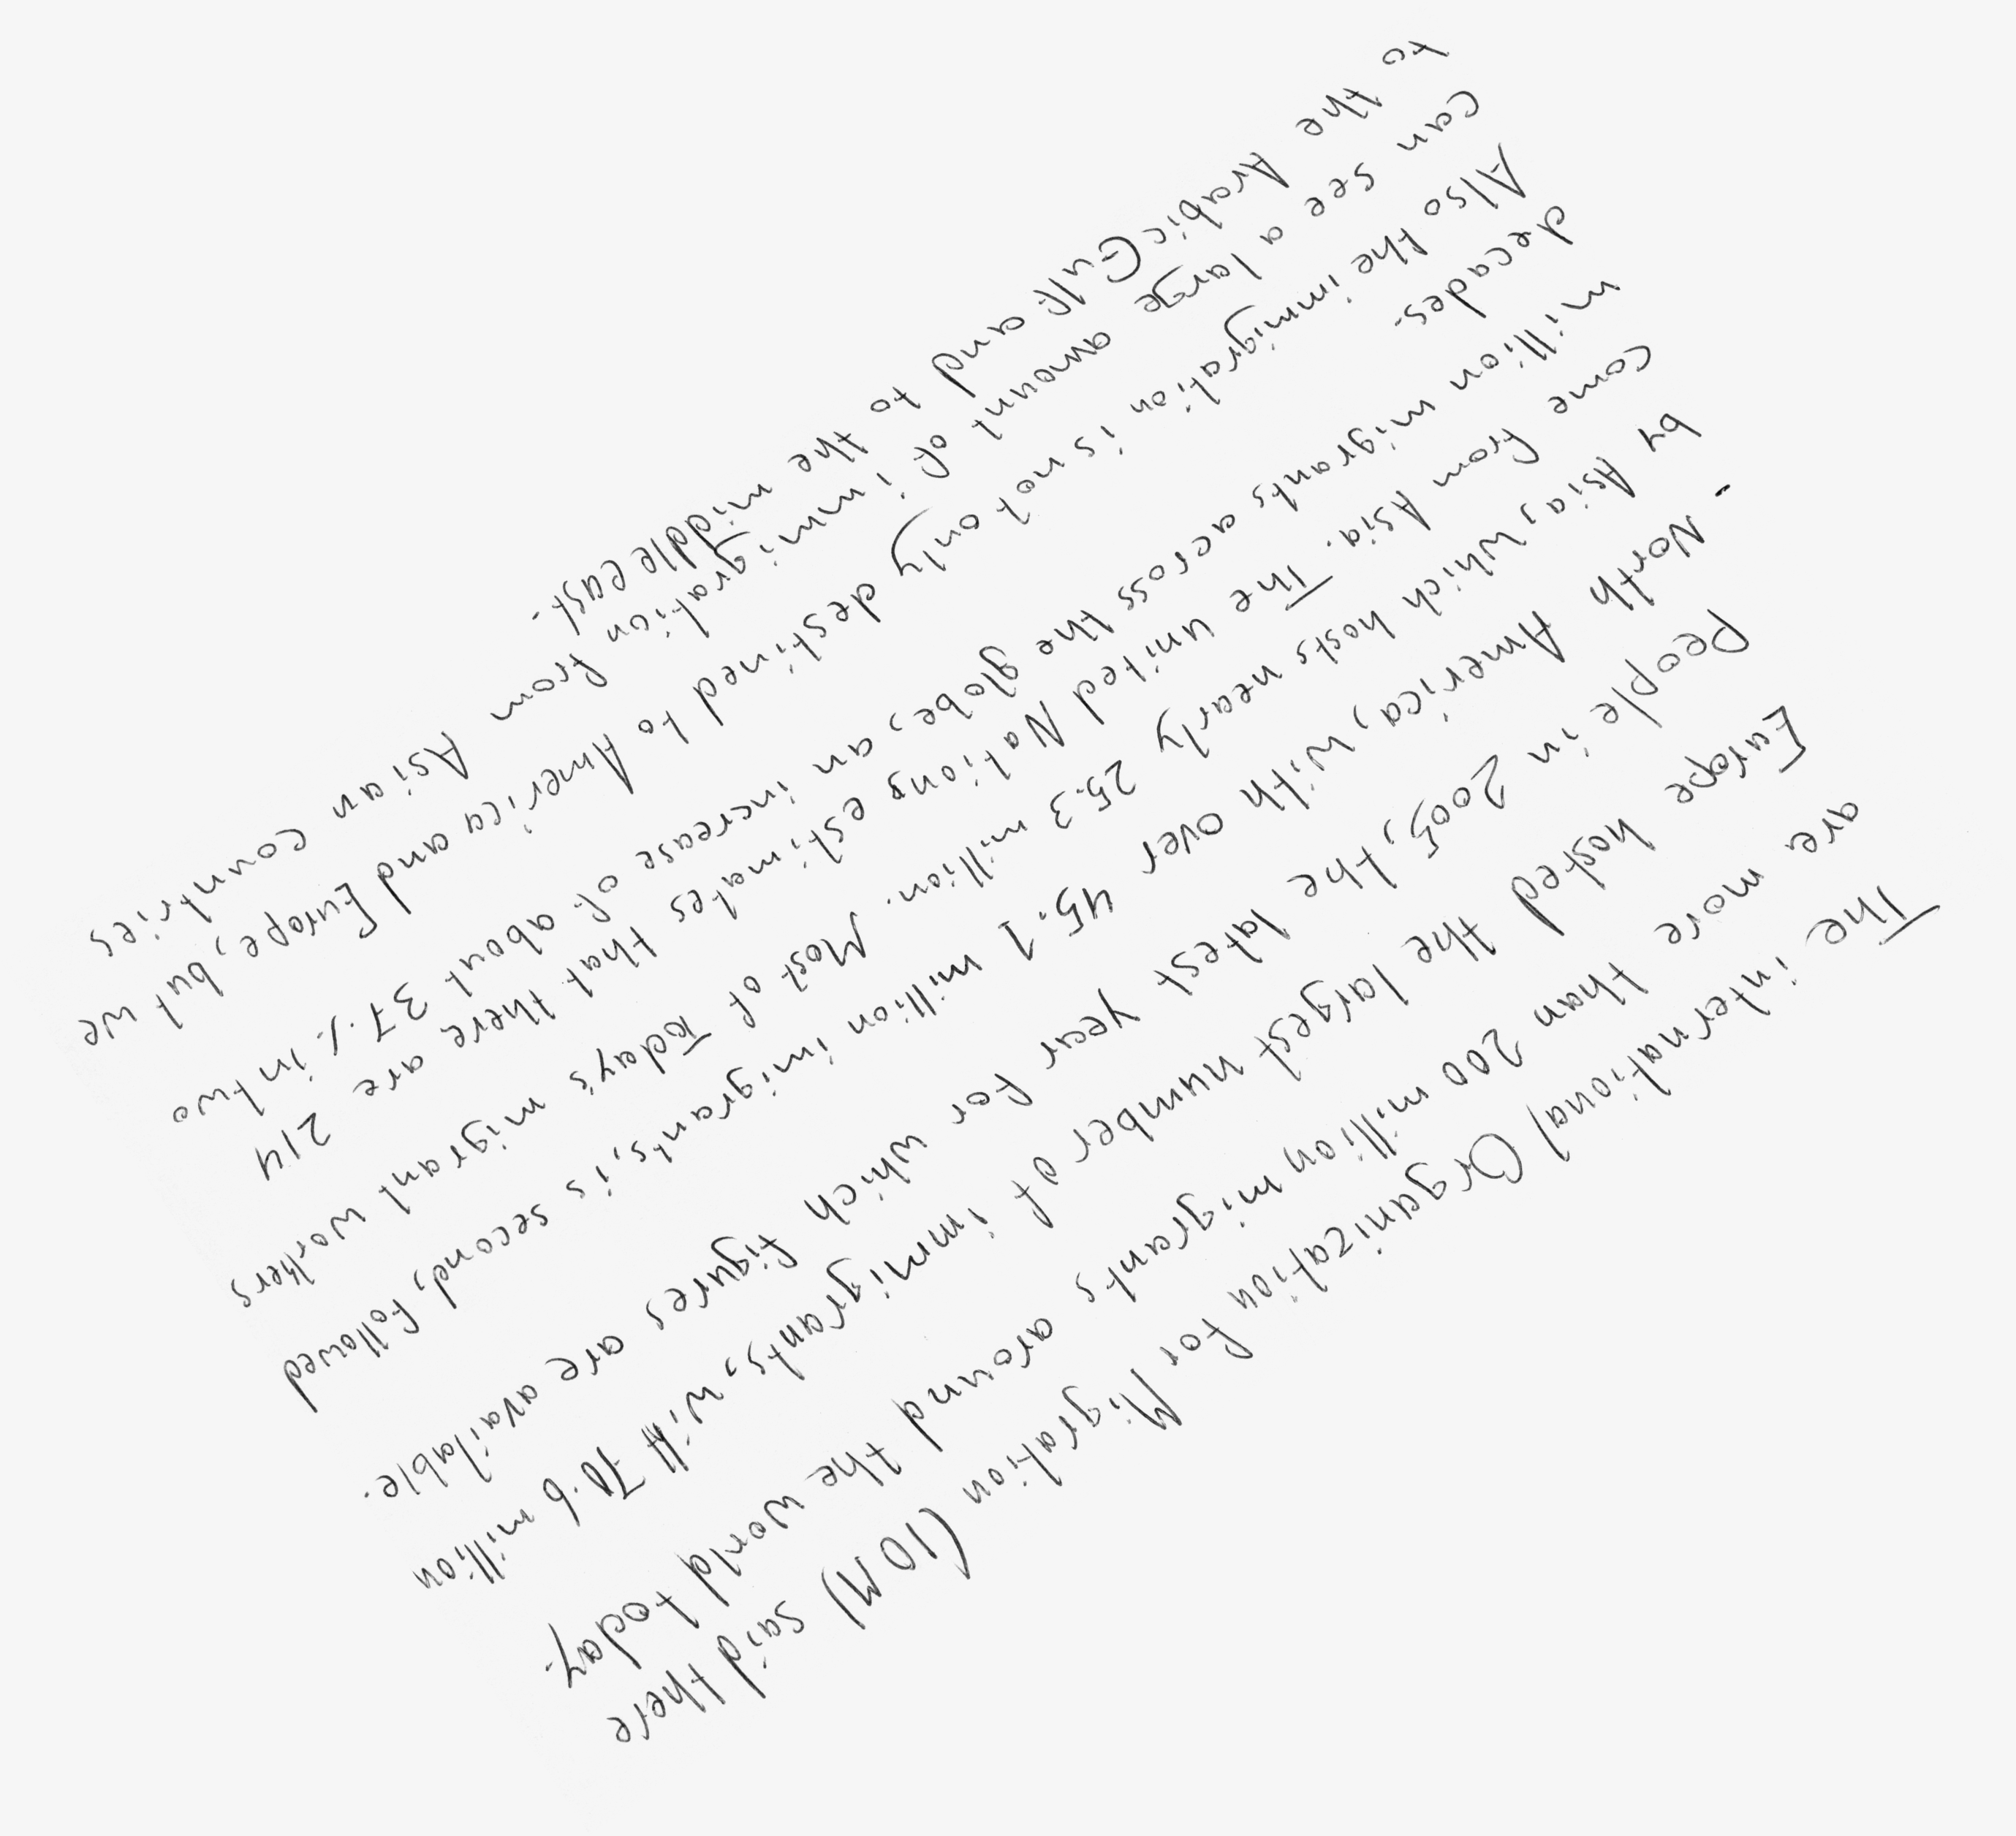 The international Organization for Migration (IOM) said there
are more than 200 million migrants around the world today.
Europe hosted the largest number of immigrants, with 70.6 million
people in 2005, the latest year for which figures are available.
- North America, with over 45.1 million immigrants, is second, followed
by Asia, which hosts nearly 25.3 million. Most of Todays migrant workers
come from Asia. The united Nations estimates that there are 214
million migrants across the globe, an increase of about 37% in two
decades.
Allso the immigration is not only destined to America and Europe, but we
can see a large amount of immigration from Asian countries
to the Arabic Gulf and to the middle east.